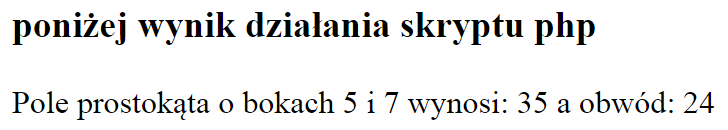 poniżej wynik działania skryptu php
Pole prostokąta o bokach 5 i 7 wynosi: 35 a obwód: 24